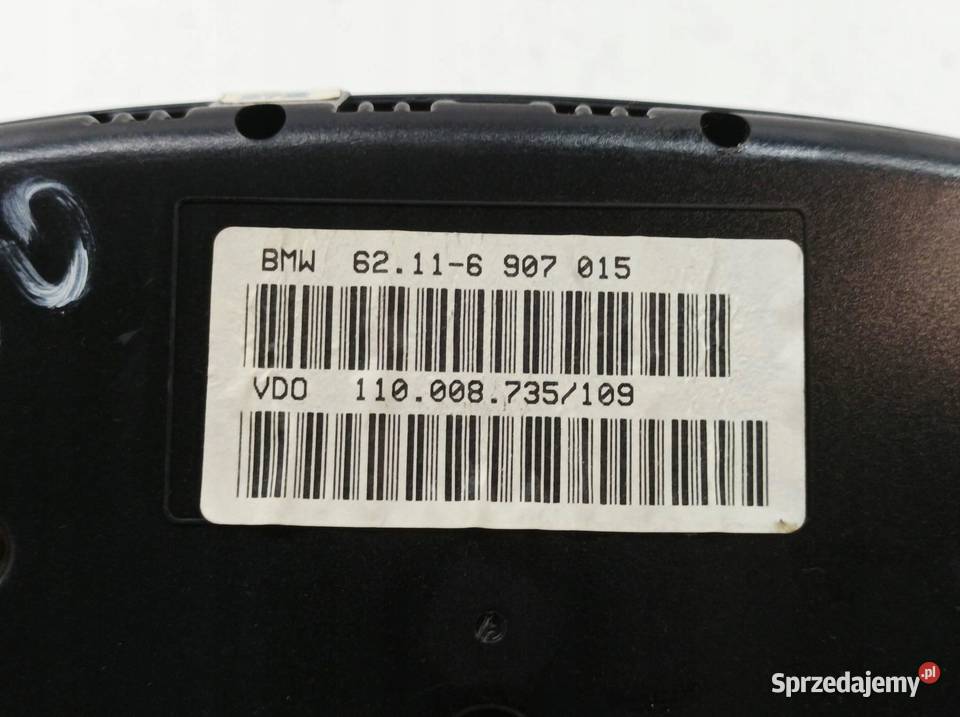 BMW 62.11-6 907 015
VDO 110.008.735/109
Sprzedajemy.pl